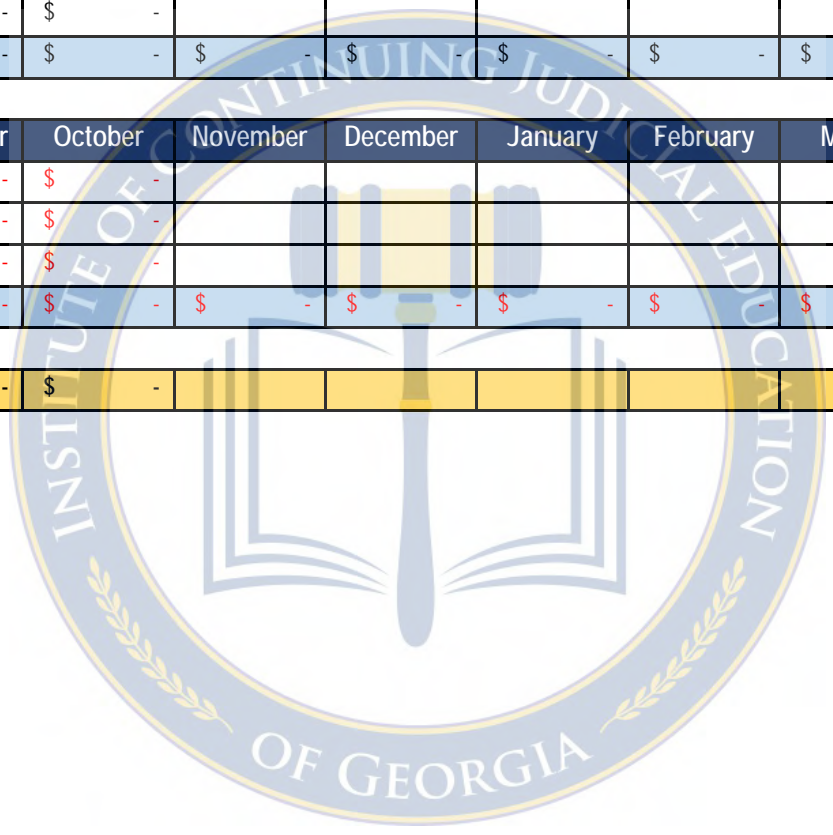 - $ -
- $ - $ - $ - $ - $ - $
r October November December January February M
- $ -
- $ -
- $ -
- $ - $ - $ - $ - $ - $
- $ -
INSTITUTE OF CONTINUING JUDICIAL EDUCATION
OF GEORGIA